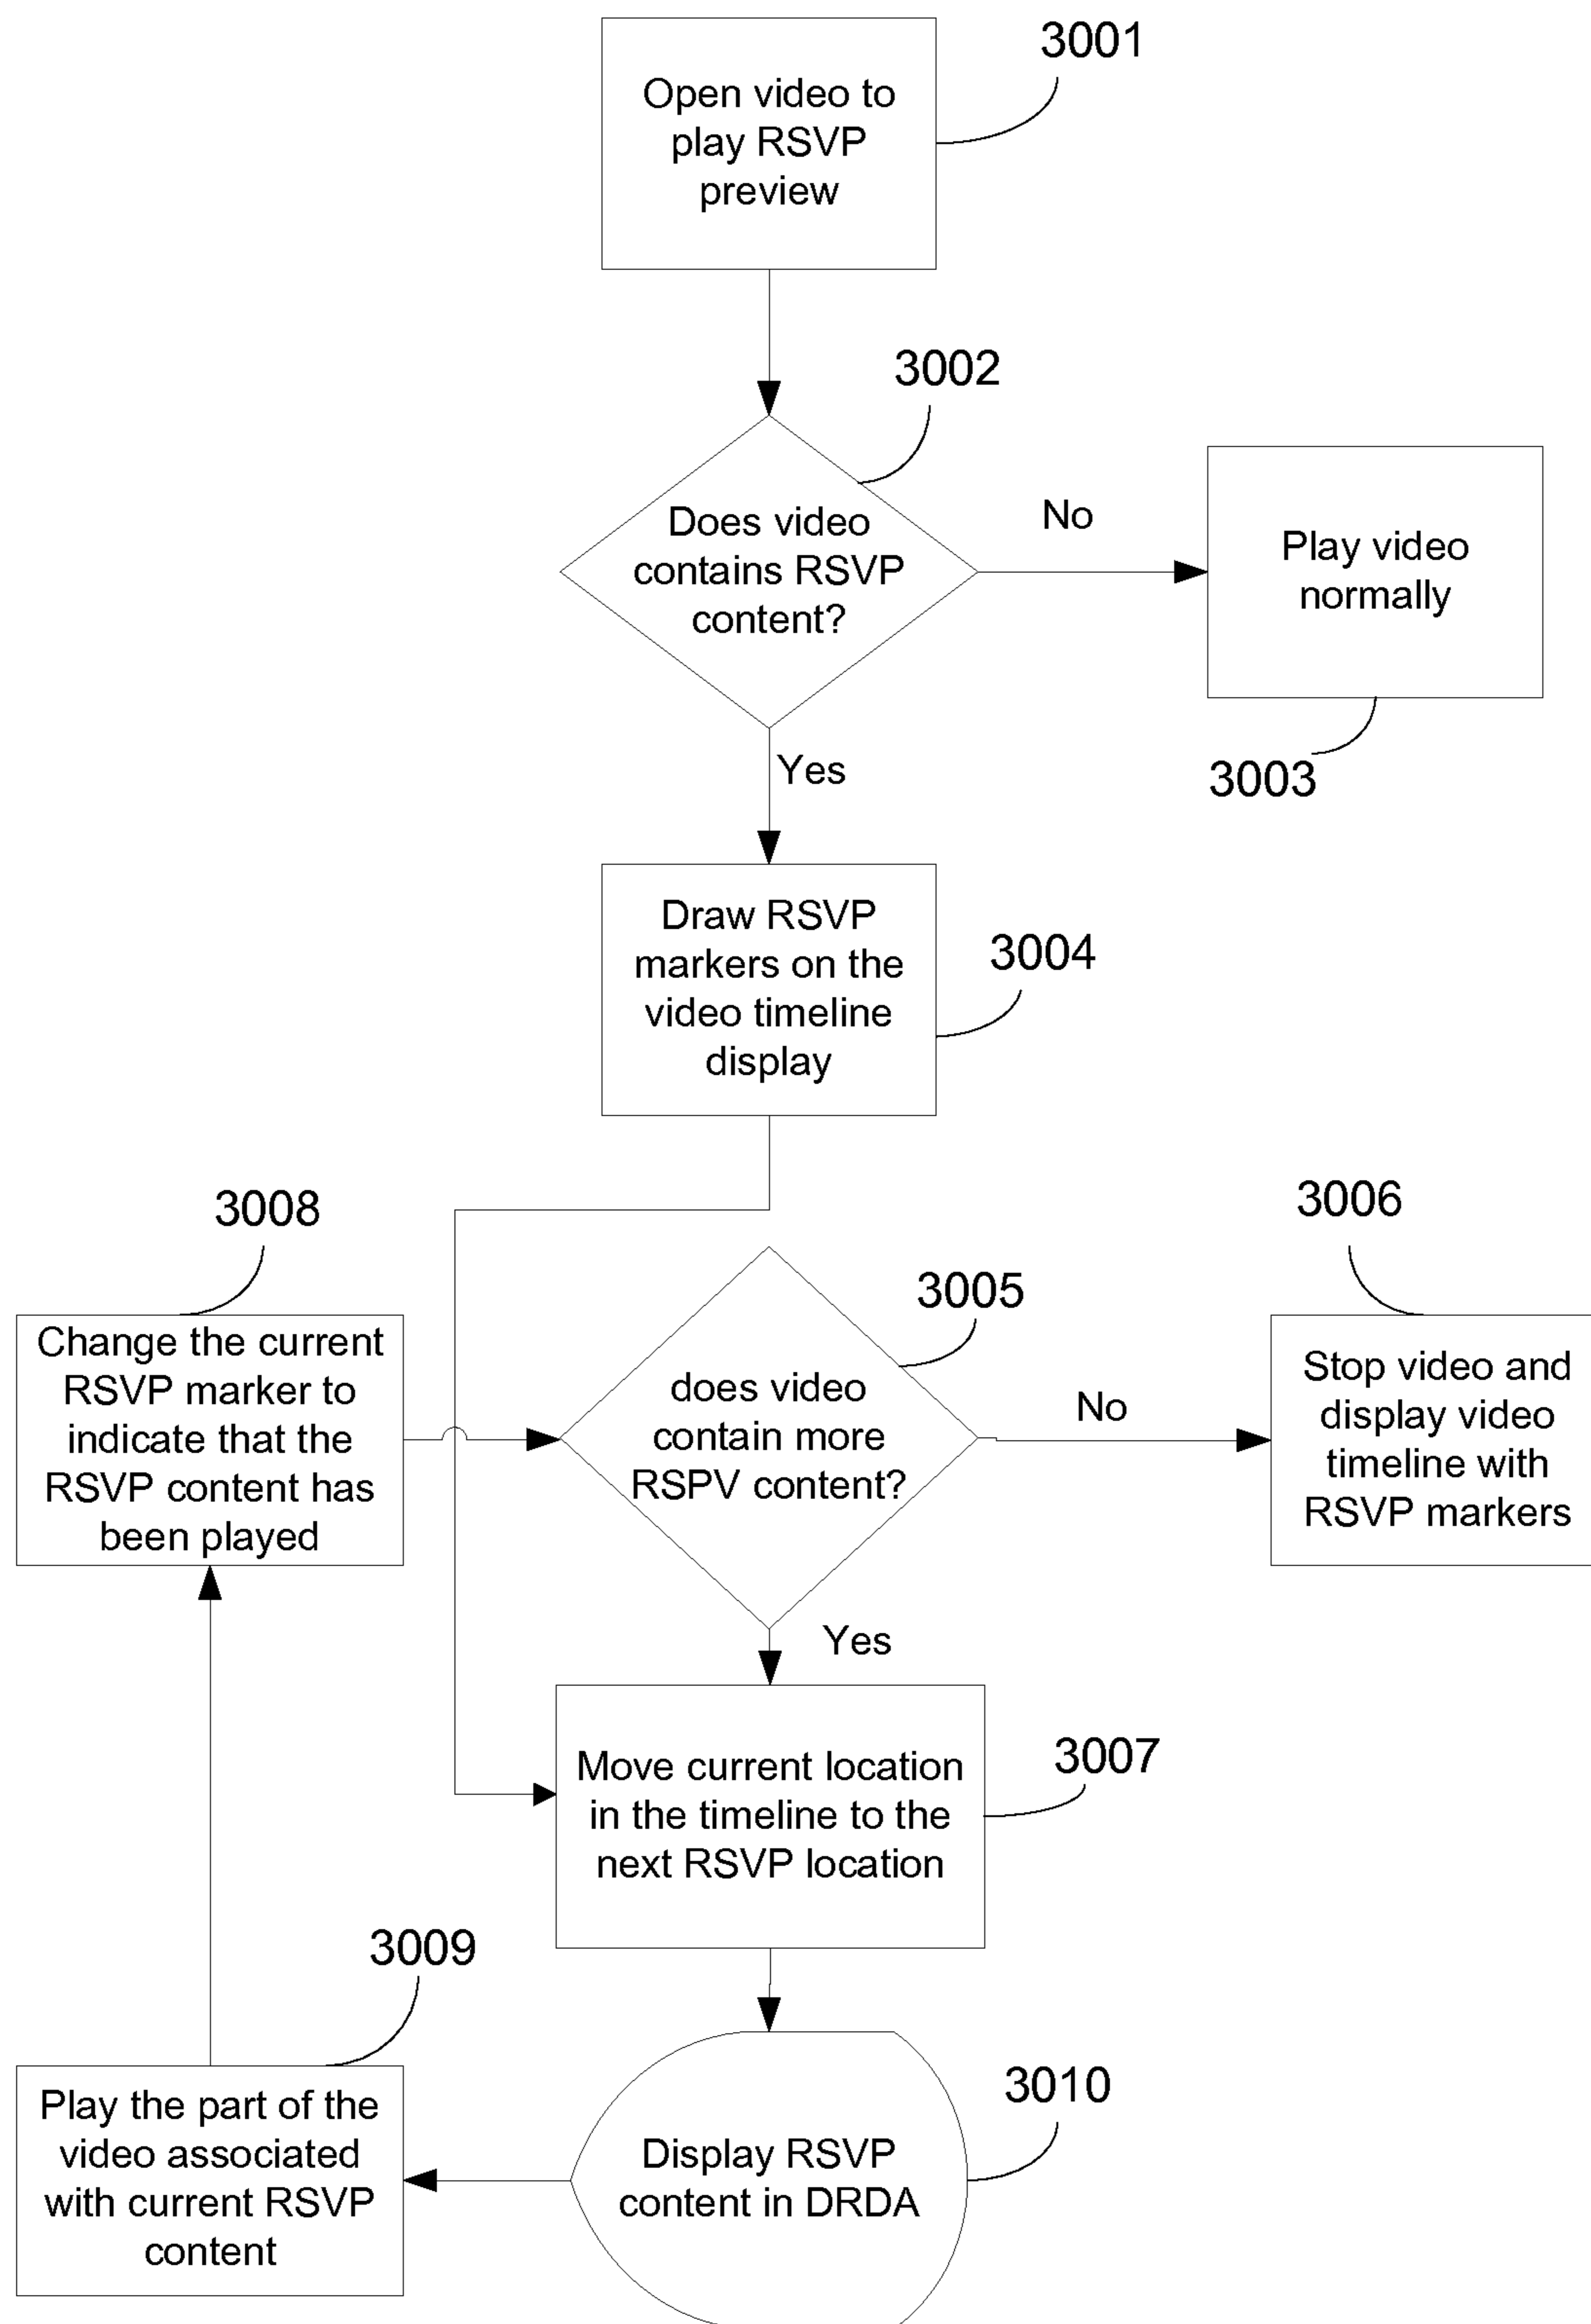 3001
Open video to
play RSVP
preview
3002
Does video
contains RSVP
content?
No
Play video
normally
3003
Yes
Draw RSVP
markers on the
video timeline
display
3004
3008
Change the current
RSVP marker to
indicate that the
RSVP content has
been played
3005
does video
contain more
RSPV content?
No
3006
Stop video and
display video
timeline with
RSVP markers
Yes
Move current location
in the timeline to the
next RSVP location
3007
3009
Play the part of the
video associated
with current RSVP
content
Display RSVP
content in DRDA
3010